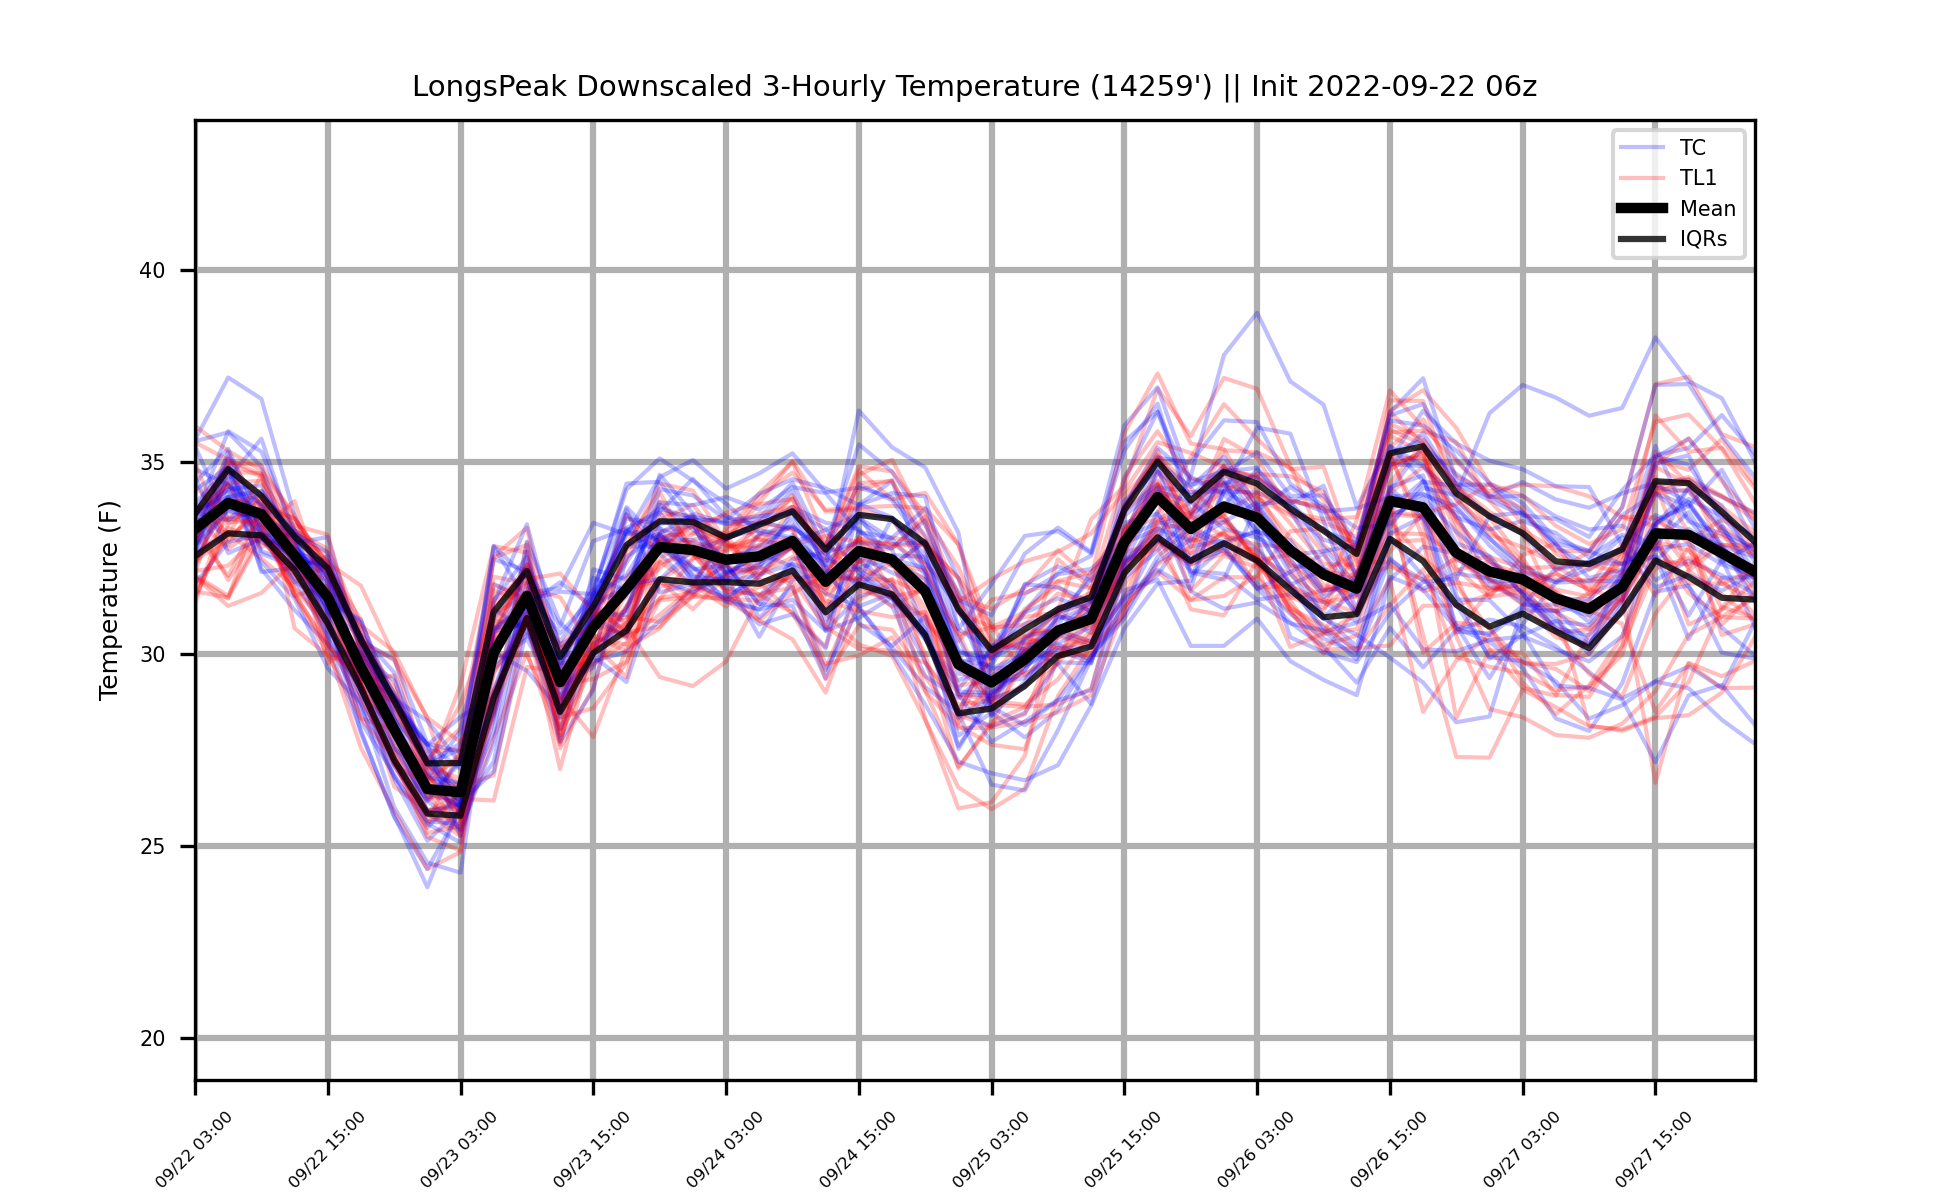 LongsPeak Downscaled 3-Hourly Temperature (14259') || Init 2022-09-22 06z
TC
TL1
Mean
IQRs
Temperature (F)
40
35
30
25
20
09/22 03:00
09/22 15:00
09/23 03:00
09/23 15:00
09/24 03:00
09/24 15:00
09/25 03:00
09/25 15:00
09/26 03:00
09/26 15:00
09/27 03:00
09/27 15:00